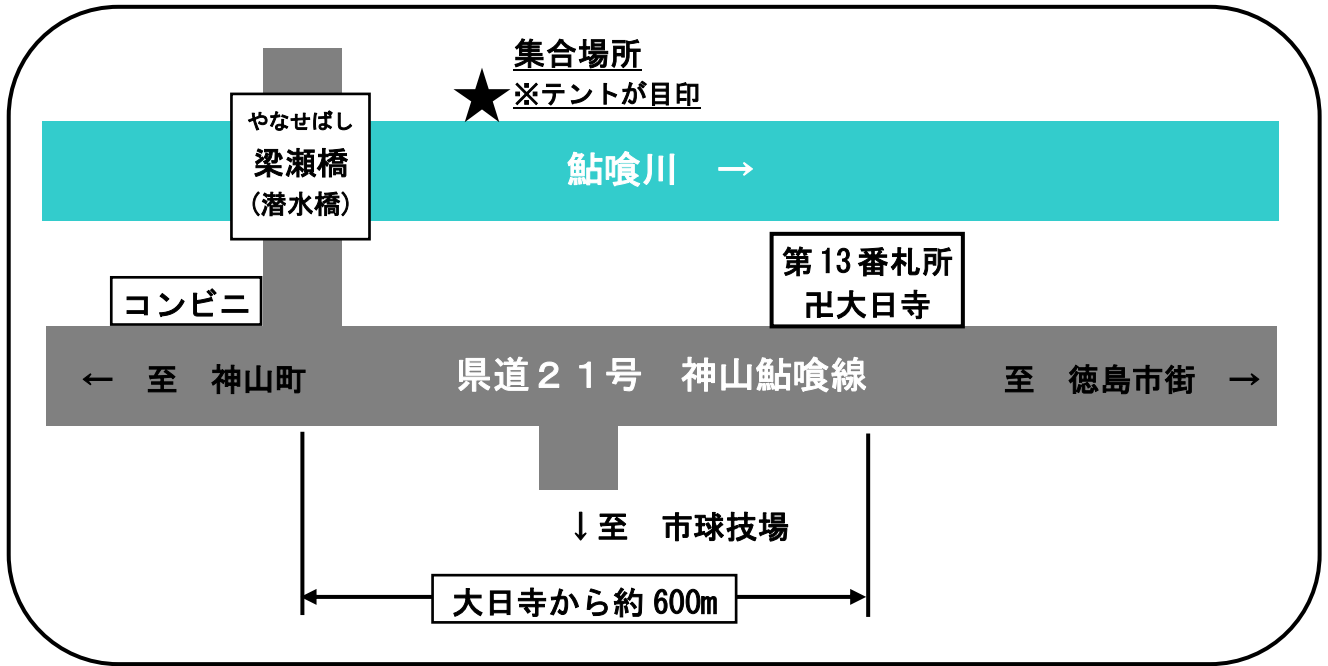 集合場所
※テントが目印
やなせばし
梁瀬橋
(潜水橋)
鮎喰川　→
第13番札所
卍大日寺
コンビニ
←　至　神山町
県道２１号　神山鮎喰線
至　徳島市街　→
↓至　市球技場
大日寺から約600m